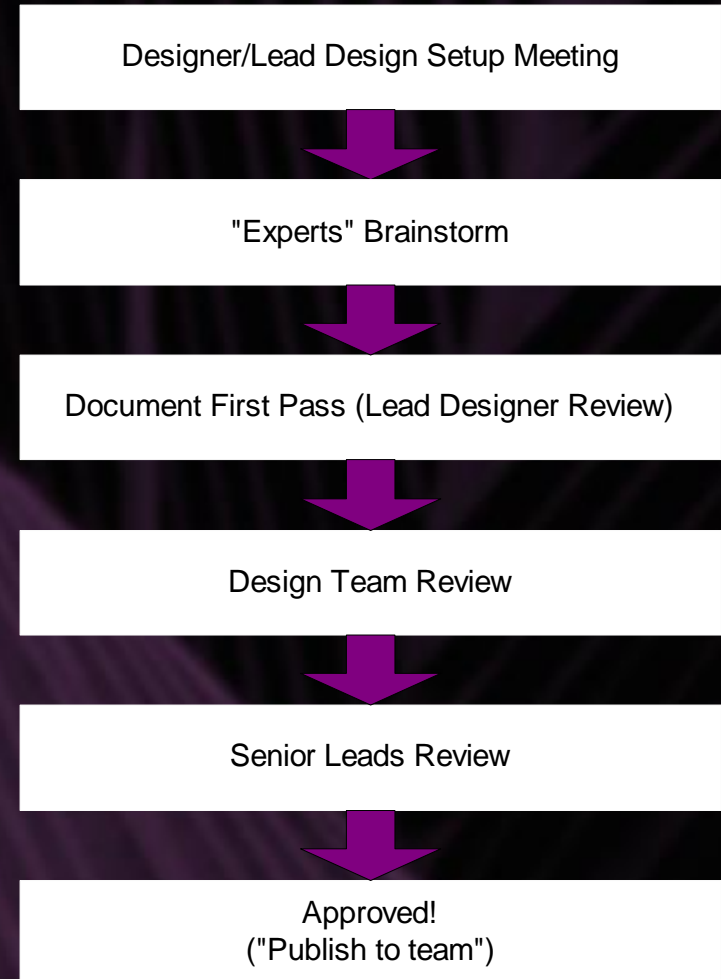 Designer/Lead Design Setup Meeting
"Experts" Brainstorm
Document First Pass (Lead Designer Review)
Design Team Review
Senior Leads Review
Approved!
("Publish to team")